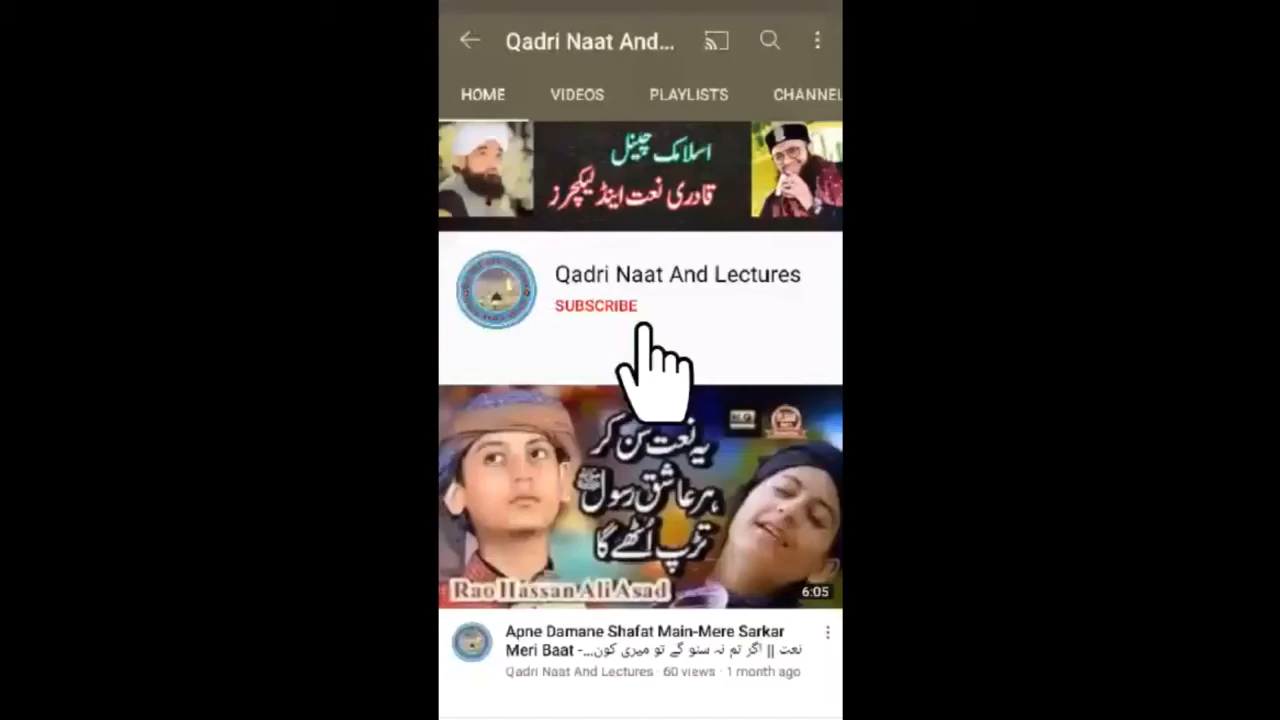 Qadri Naat And...
HOME VIDEOS PLAYLISTS CHANNEL
اسلامک چینل
قادری نعت اینڈ لیکچرز
Qadri Naat And Lectures
SUBSCRIBE
یہ نعت سن کر
ہر عاشق رسول ﷺ
تڑپ اُٹھے گا
Rao Hassan Ali Asad
6:05
Apne Damane Shafat Main-Mere Sarkar
Meri Baat -...نعت || اگر تم نہ سنو گے تو میری کون
Qadri Naat And Lectures · 60 views · 1 month ago